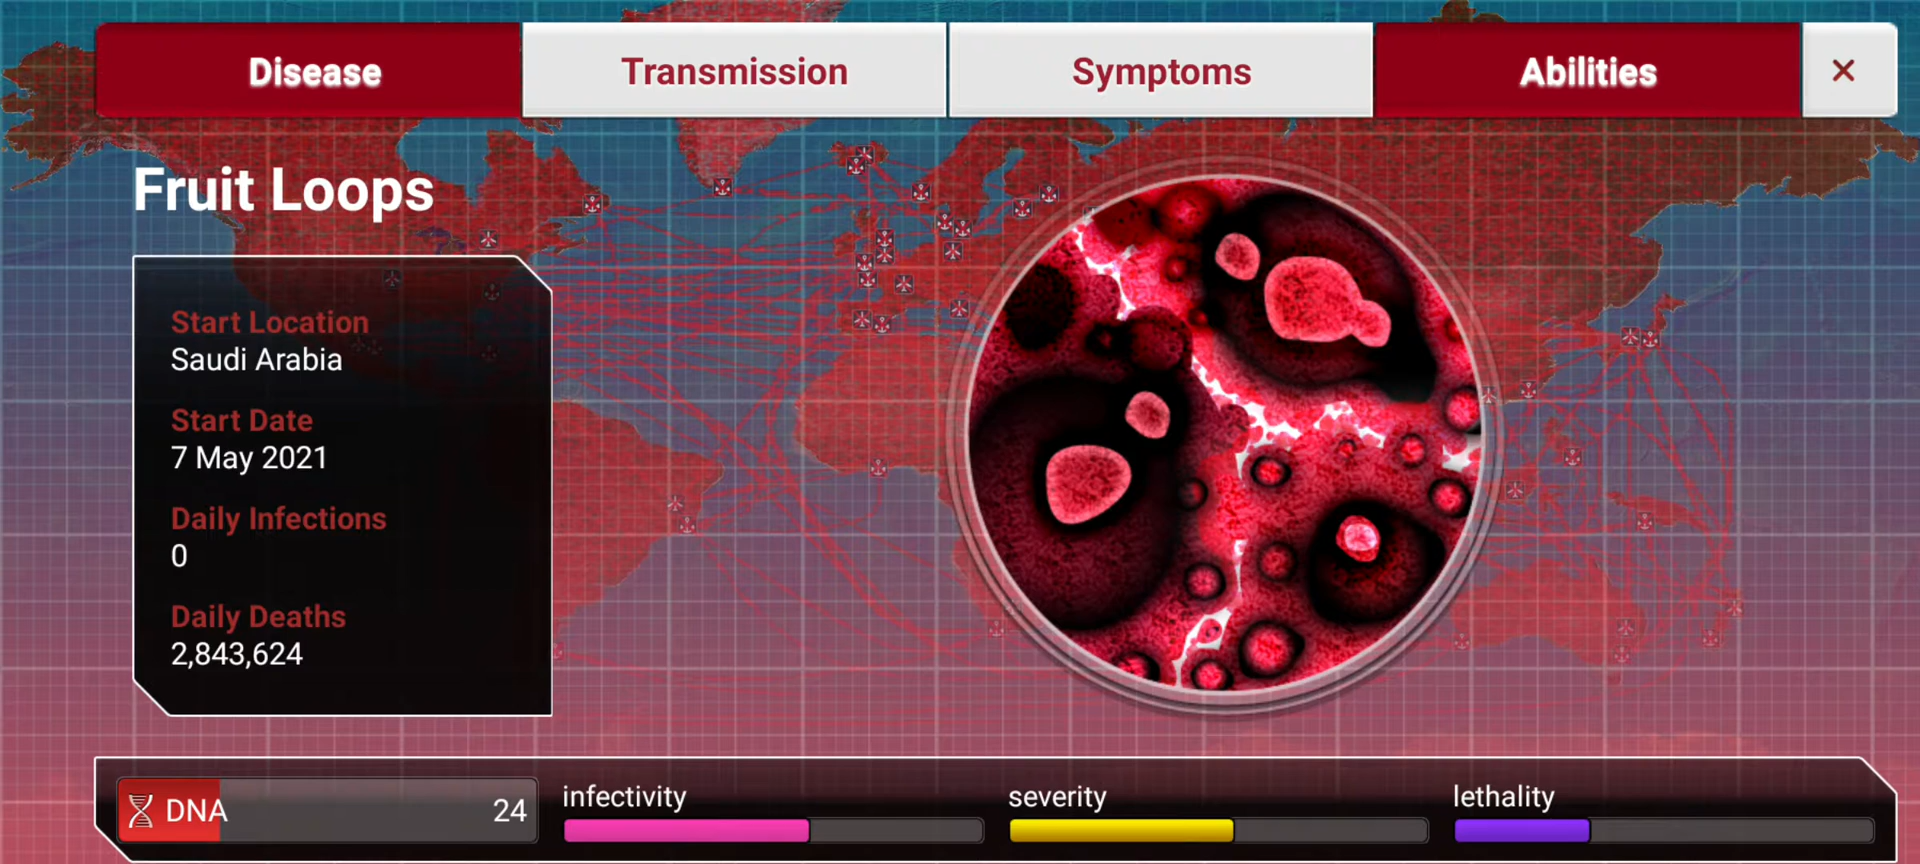 Disease
Transmission
Symptoms
Abilities
×
Fruit Loops
Start Location
Saudi Arabia
Start Date
7 May 2021
Daily Infections
0
Daily Deaths
2,843,624
DNA
24
infectivity
severity
lethality